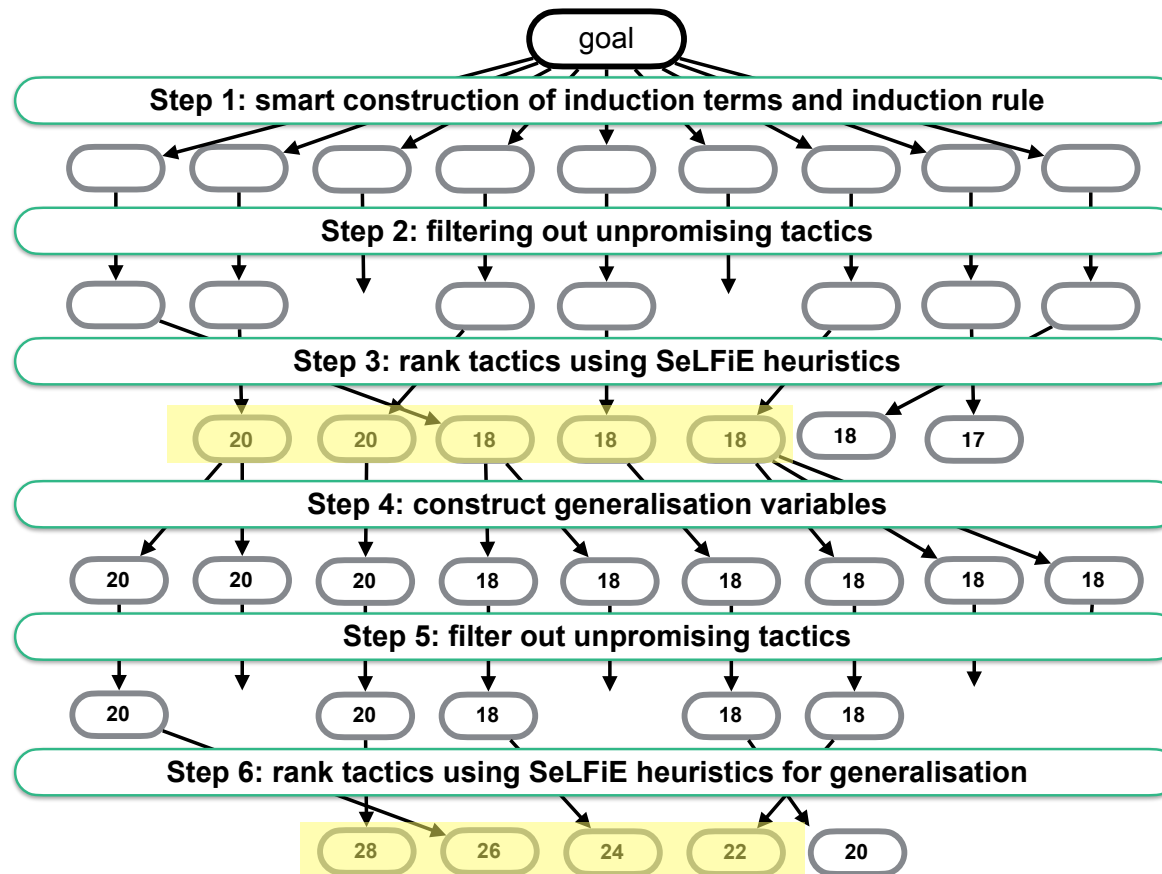 goal
Step 1: smart construction of induction terms and induction rule
Step 2: filtering out unpromising tactics
Step 3: rank tactics using SeLFiE heuristics
20 20 18 18 18 18 17
Step 4: construct generalisation variables
20 20 20 18 18 18 18 18 18
Step 5: filter out unpromising tactics
20 20 18 18 18
Step 6: rank tactics using SeLFiE heuristics for generalisation
28 26 24 22 20